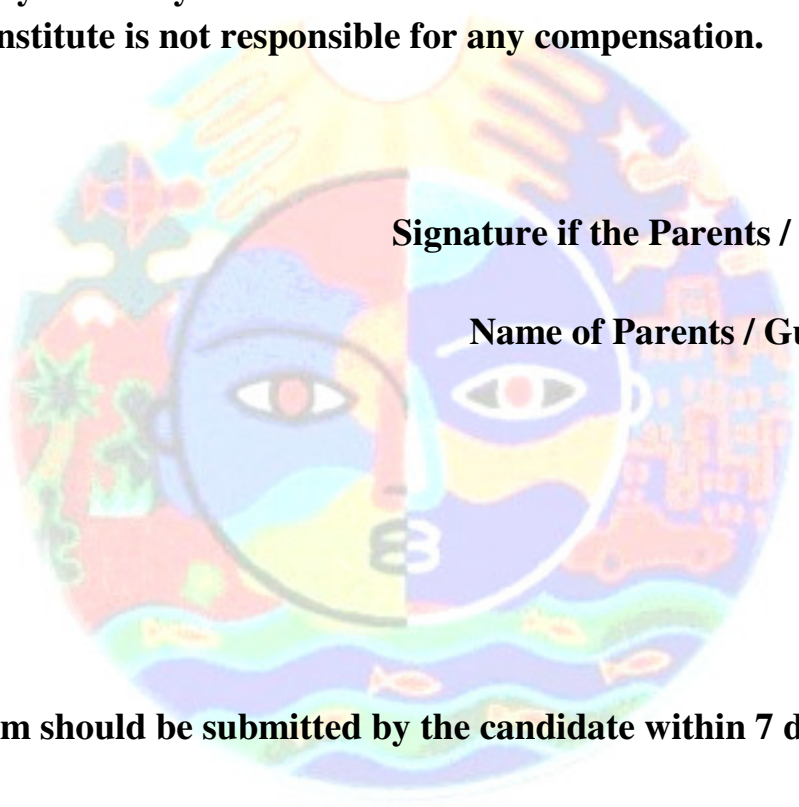 nstitute is not responsible for any compensation.
Signature if the Parents /
Name of Parents / Gu
m should be submitted by the candidate within 7 d